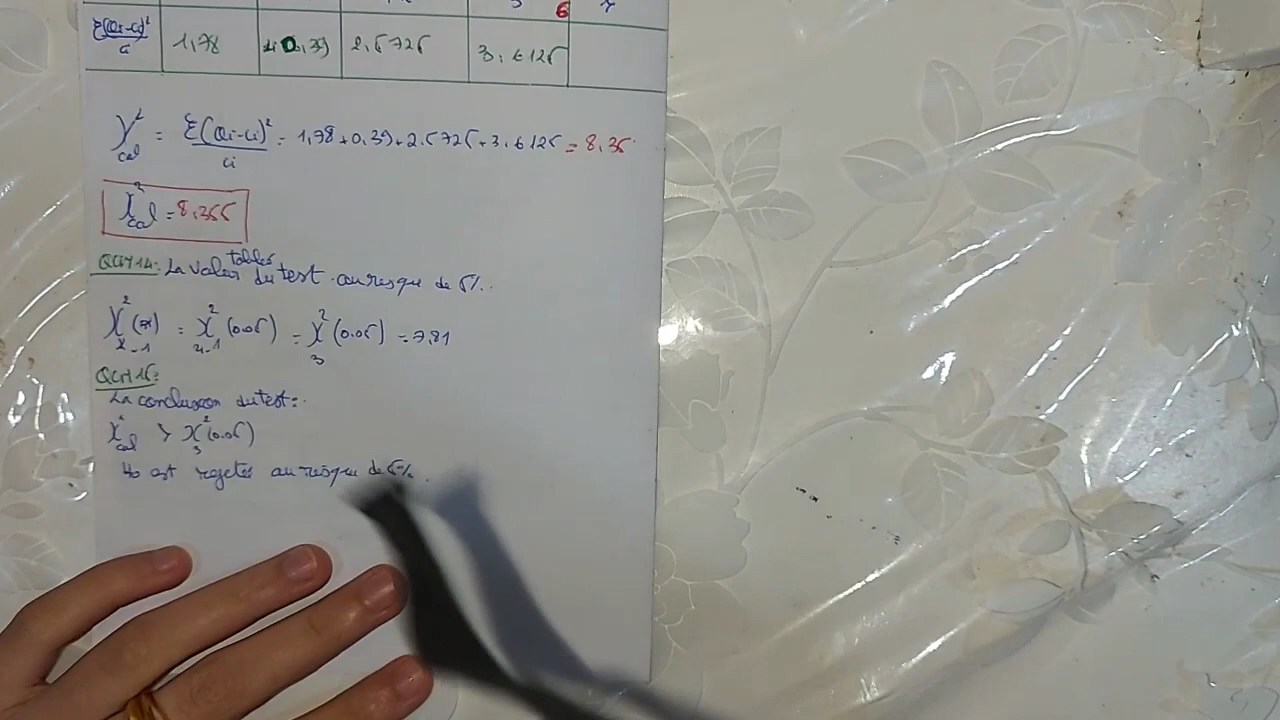 Σ(Oi-Ci)²/Ci 1,78 0,39 2,5725 3,6125
χ²cal = Σ(Oi-Ci)²/Ci = 1,78+0,39+2,5725+3,6125 = 8,35
χ²cal = 8,355
QCM 14: La valeur tablée du test au risque de 5%.
χ²k-1(α) = χ²4-1(0.05) = χ²3(0.05) = 7,81
QCM 15:
La conclusion du test:
χ²cal > χ²3(0.05)
H0 est rejetée au risque de 5%.